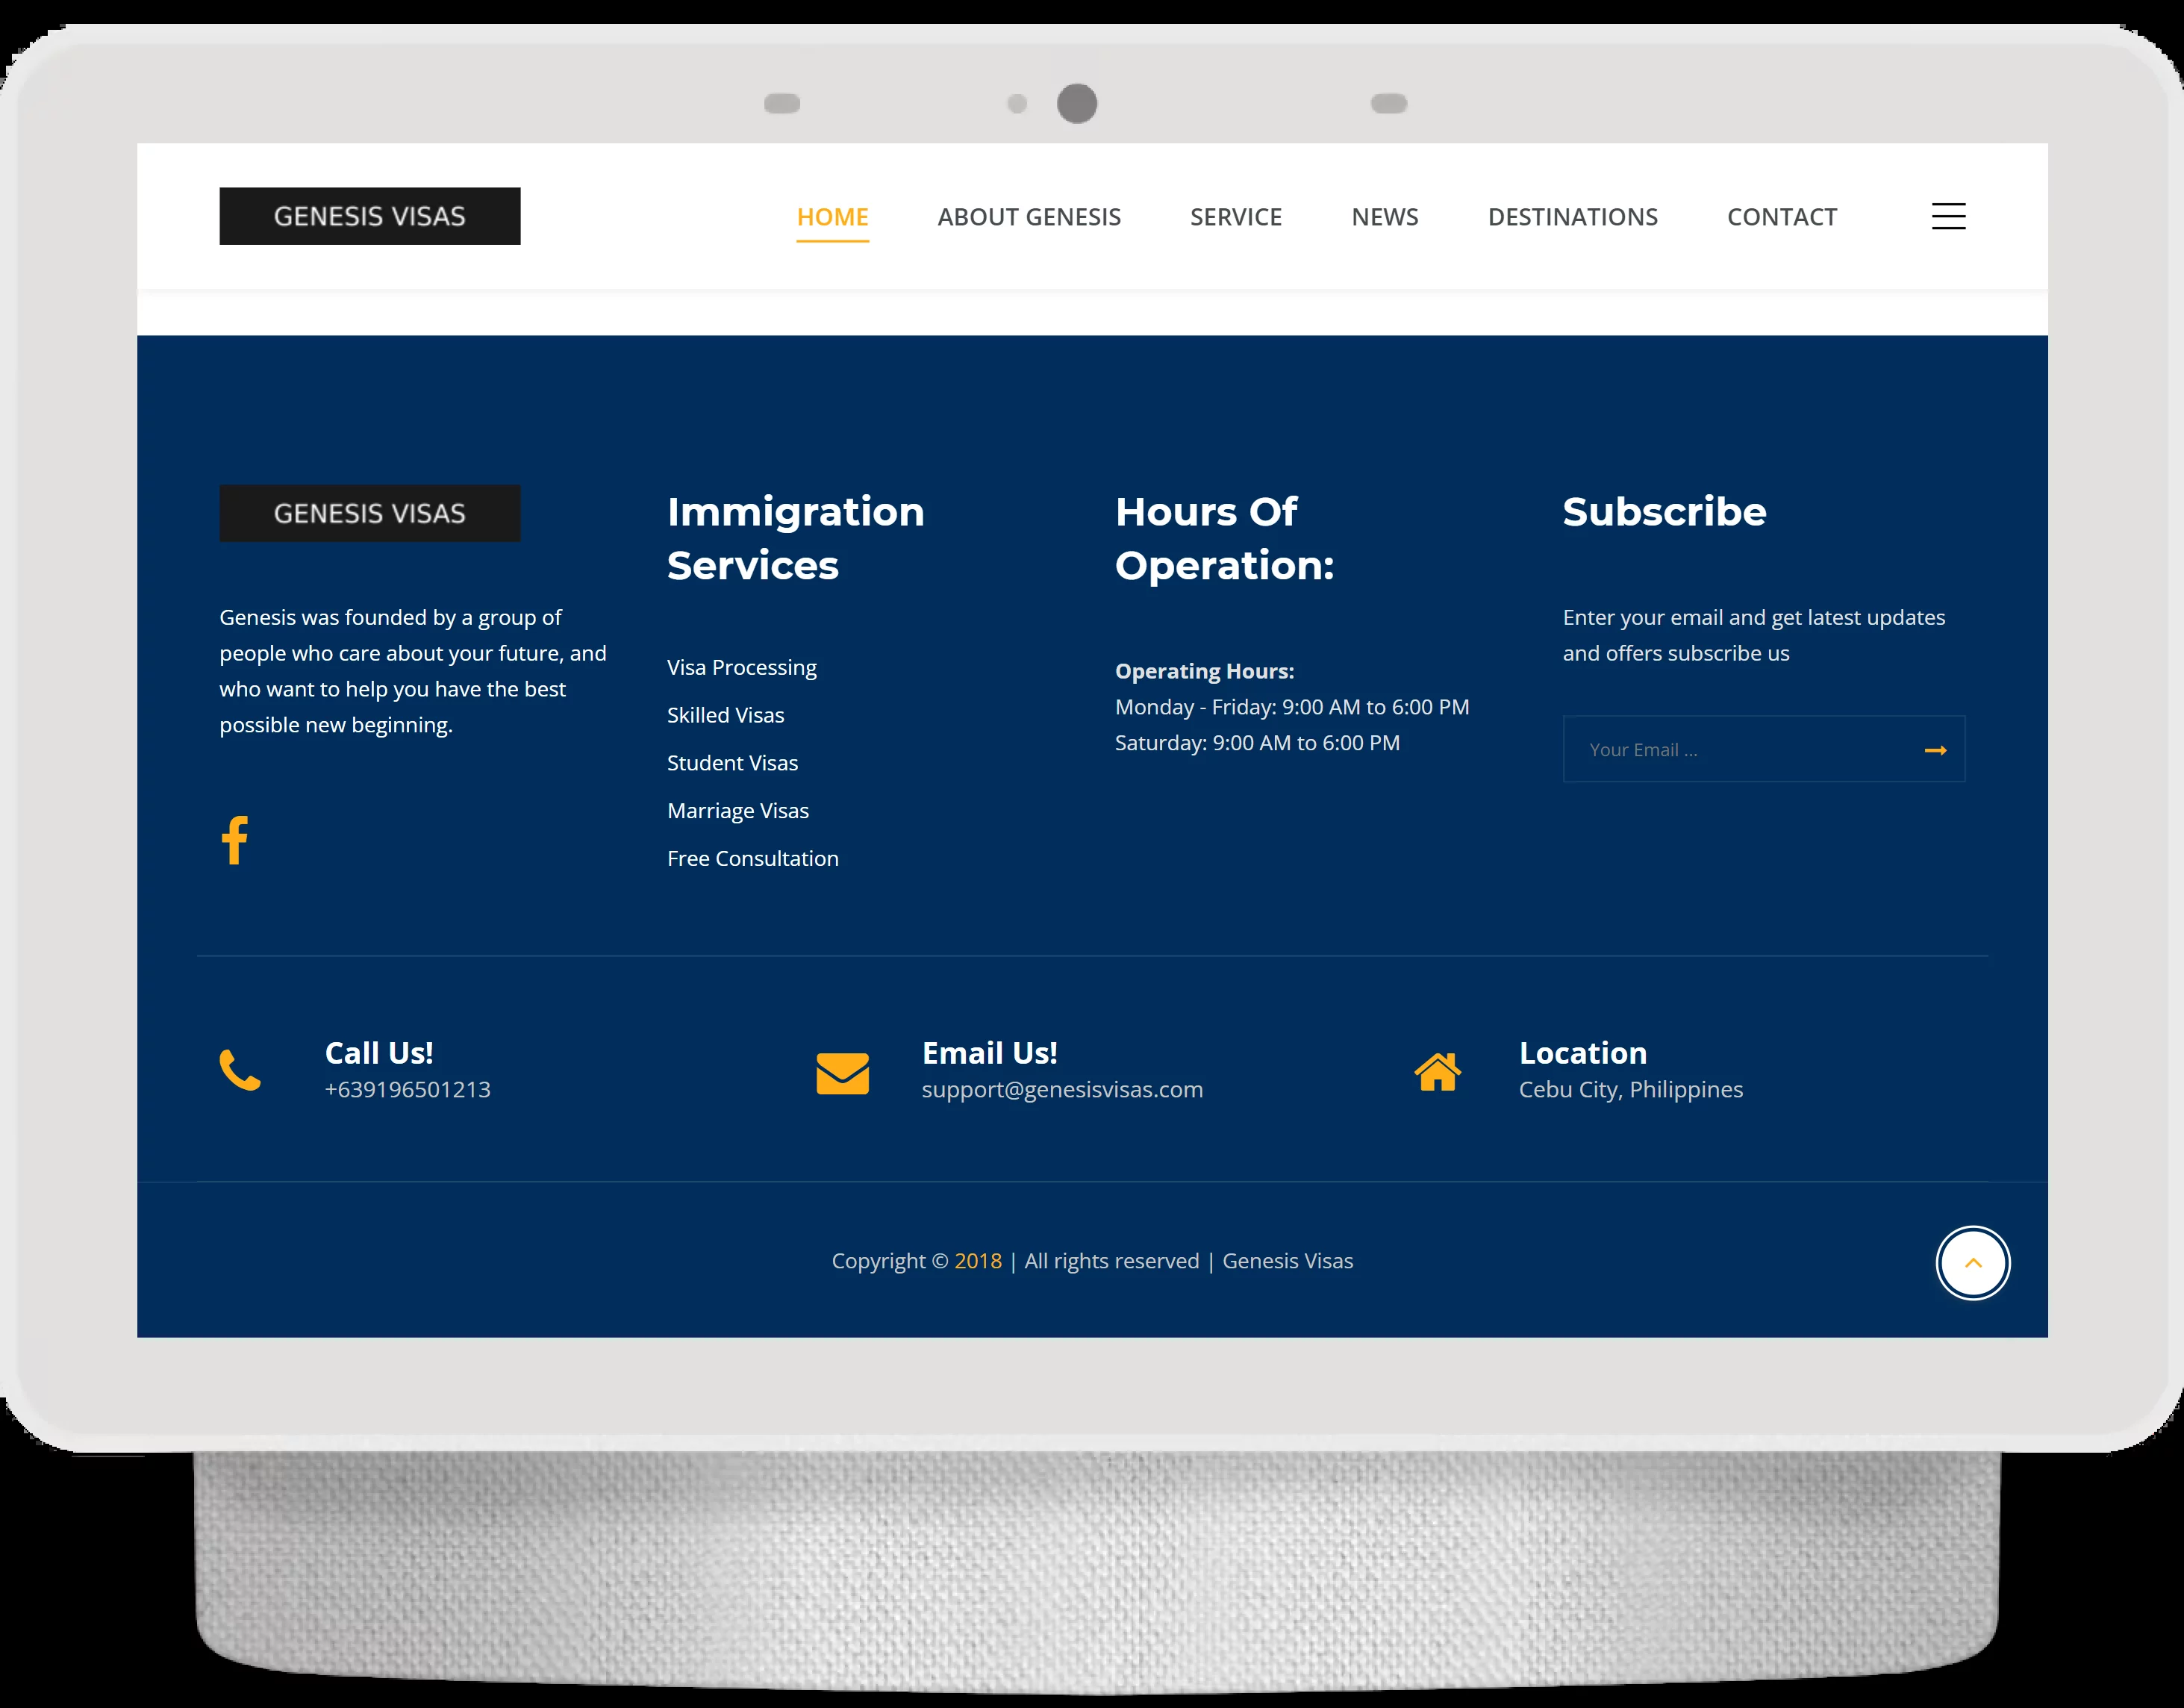 GENESIS VISAS
HOME
ABOUT GENESIS
SERVICE
NEWS
DESTINATIONS
CONTACT
GENESIS VISAS
Genesis was founded by a group of
people who care about your future, and
who want to help you have the best
possible new beginning.
Immigration
Services
Visa Processing
Skilled Visas
Student Visas
Marriage Visas
Free Consultation
Hours Of
Operation:
Operating Hours:
Monday - Friday: 9:00 AM to 6:00 PM
Saturday: 9:00 AM to 6:00 PM
Subscribe
Enter your email and get latest updates
and offers subscribe us
Your Email ...
Call Us!
+639196501213
Email Us!
support@genesisvisas.com
Location
Cebu City, Philippines
Copyright © 2018 | All rights reserved | Genesis Visas